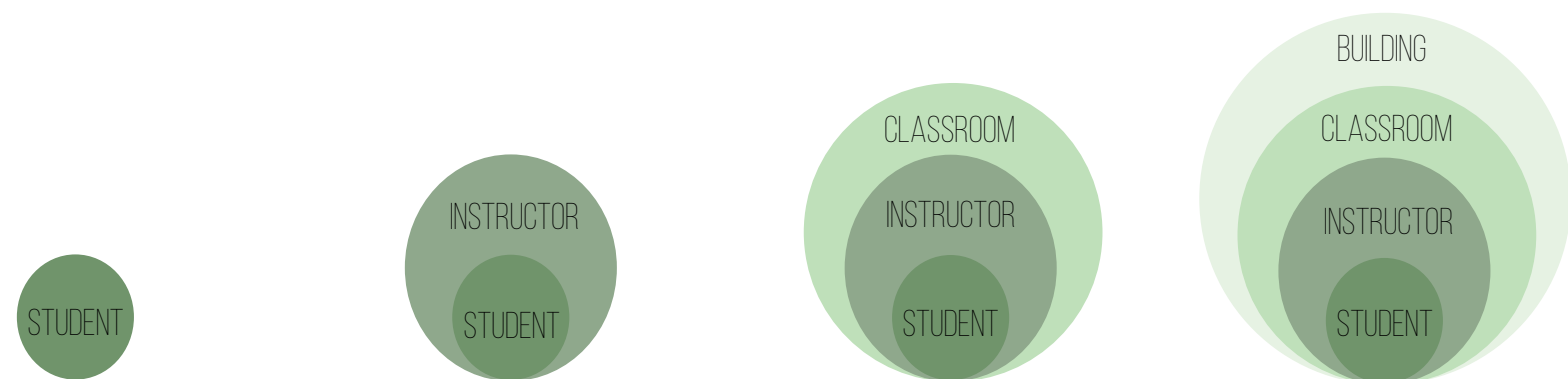 STUDENT
INSTRUCTOR
STUDENT
CLASSROOM
INSTRUCTOR
STUDENT
BUILDING
CLASSROOM
INSTRUCTOR
STUDENT